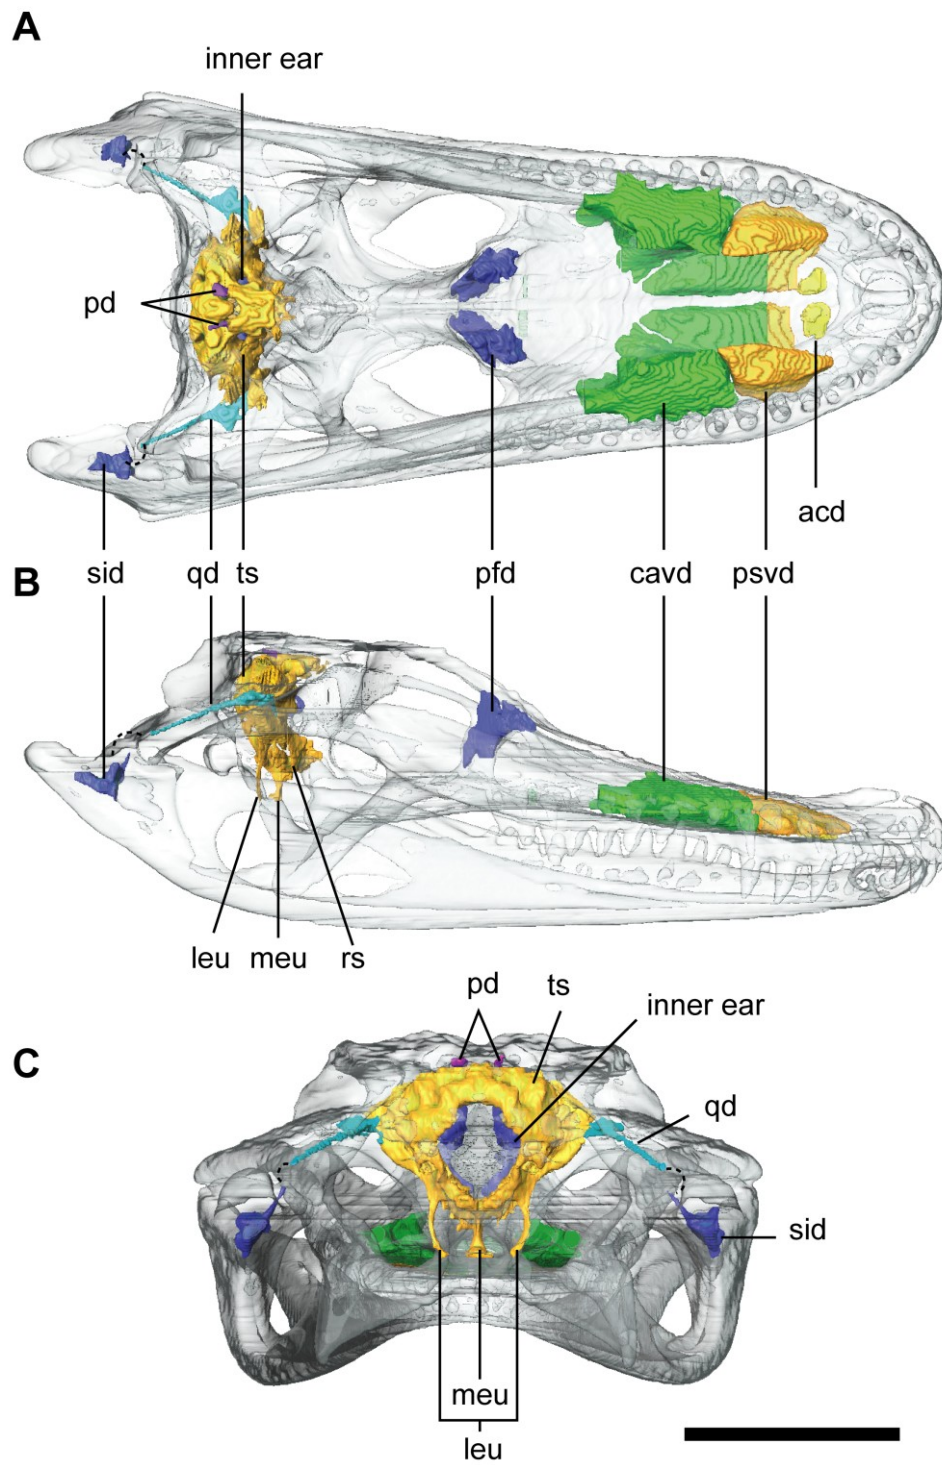 A
inner ear
pd
acd
sid qd ts pfd cavd psvd
B
leu meu rs
pd ts
inner ear
C
qd
sid
meu
leu